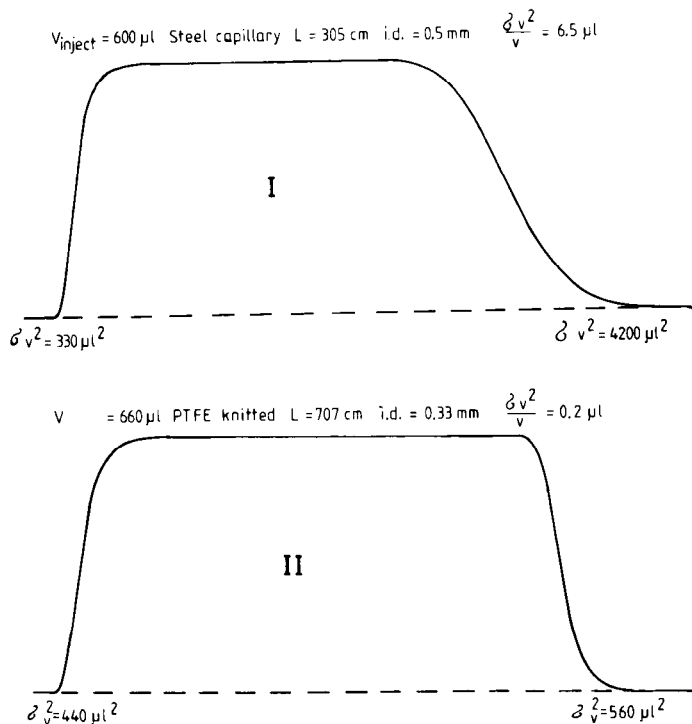 Vinject = 600 µl Steel capillary L = 305 cm i.d. = 0.5 mm σv²/v = 6.5 µl
I
σv² = 330 µl² σv² = 4200 µl²
V = 660 µl PTFE knitted L = 707 cm i.d. = 0.33 mm σv²/v = 0.2 µl
II
σv² = 440 µl² σv² = 560 µl²